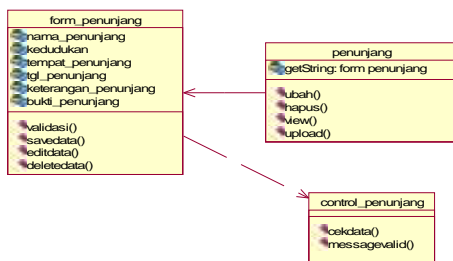 form_penunjang
nama_penunjang
kedudukan
tempat_penunjang
tgl_penunjang
keterangan_penunjang
bukti_penunjang
validasi()
savedata()
editdata()
deletedata()
penunjang
getString: form penunjang
ubah()
hapus()
view()
upload()
control_penunjang
cekdata()
messagevalid()